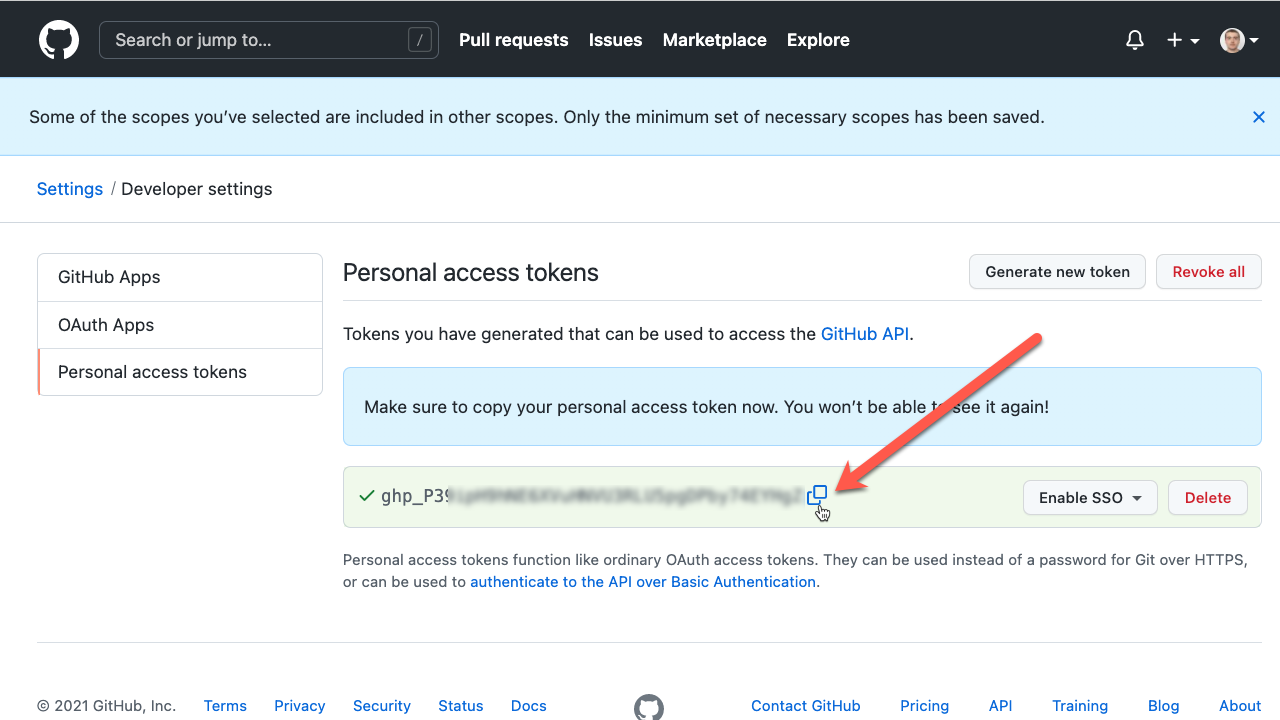 Search or jump to... / Pull requests Issues Marketplace Explore
Some of the scopes you’ve selected are included in other scopes. Only the minimum set of necessary scopes has been saved.
Settings / Developer settings
GitHub Apps
OAuth Apps
Personal access tokens
Personal access tokens
Generate new token Revoke all
Tokens you have generated that can be used to access the GitHub API.
Make sure to copy your personal access token now. You won’t be able to see it again!
ghp_P39
Enable SSO Delete
Personal access tokens function like ordinary OAuth access tokens. They can be used instead of a password for Git over HTTPS,
or can be used to authenticate to the API over Basic Authentication.
© 2021 GitHub, Inc. Terms Privacy Security Status Docs Contact GitHub Pricing API Training Blog About